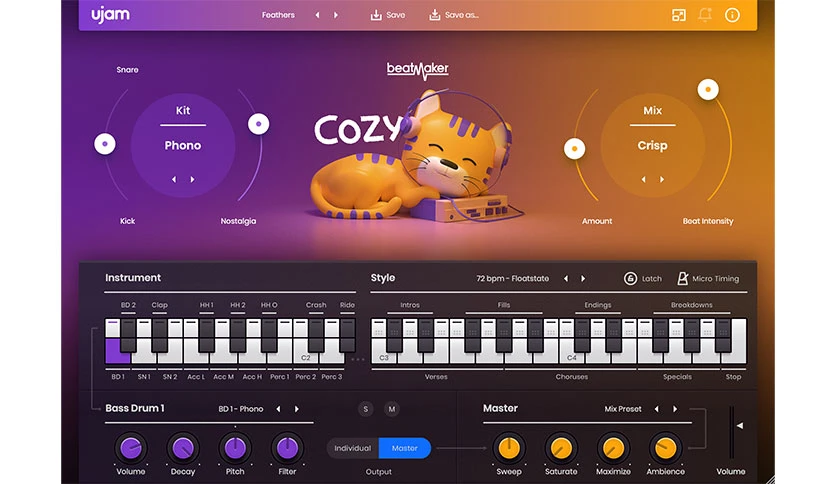 ujam
Feathers
Save
Save as...
Snare
beatMaker
COZY
Kit
Phono
Mix
Crisp
Kick
Nostalgia
Amount
Beat Intensity
Instrument
Style
72 bpm - Floatstate
Latch
Micro Timing
BD 2
Clap
HH 1
HH 2
HH O
Crash
Ride
Intros
Fills
Endings
Breakdowns
C2
C3
C4
BD 1
SN 1
SN 2
Acc L
Acc M
Acc H
Perc 1
Perc 2
Perc 3
Verses
Choruses
Specials
Stop
Bass Drum 1
BD 1 - Phono
S
M
Master
Mix Preset
Individual
Master
Volume
Decay
Pitch
Filter
Output
Sweep
Saturate
Maximize
Ambience
Volume